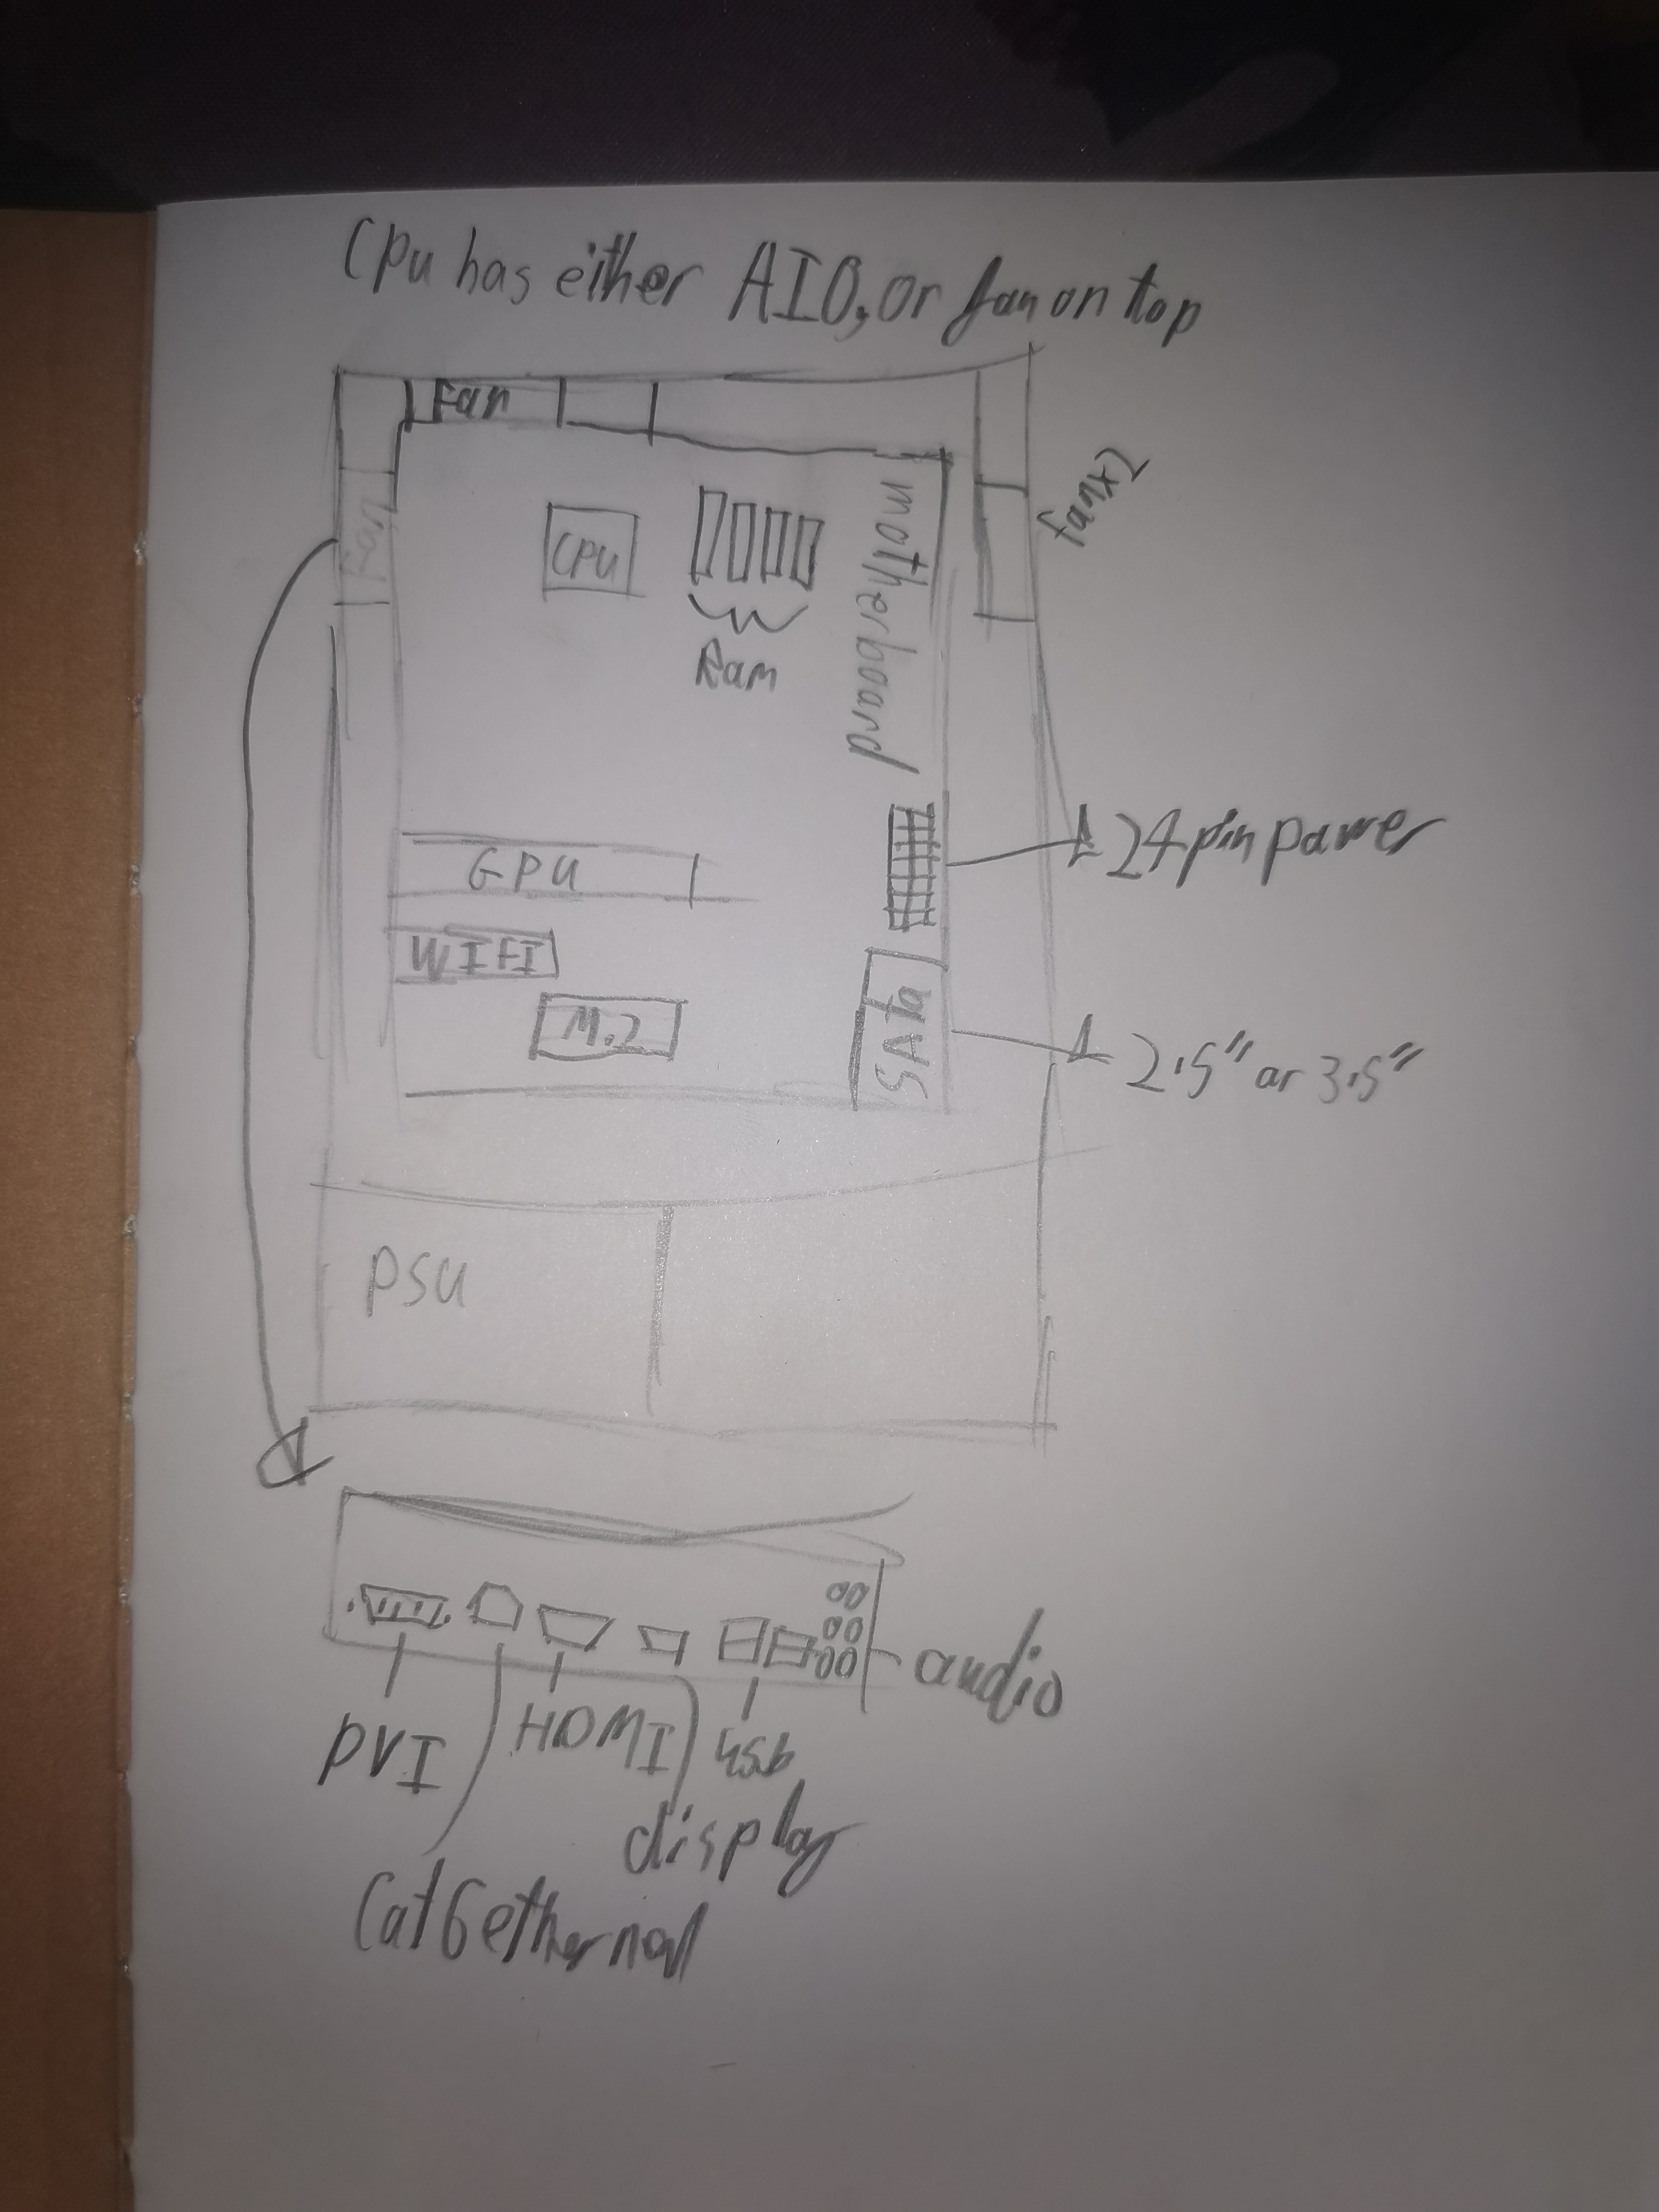 Cpu has either AIO, or fan on top
Fan
Fan
fanx2
CPU
Ram
motherboard
24 pin power
GPU
WIFI
M.2
SAta
2.5" or 3.5"
PSU
audio
DVI
HDMI
usb
display
Cat6 ethernet